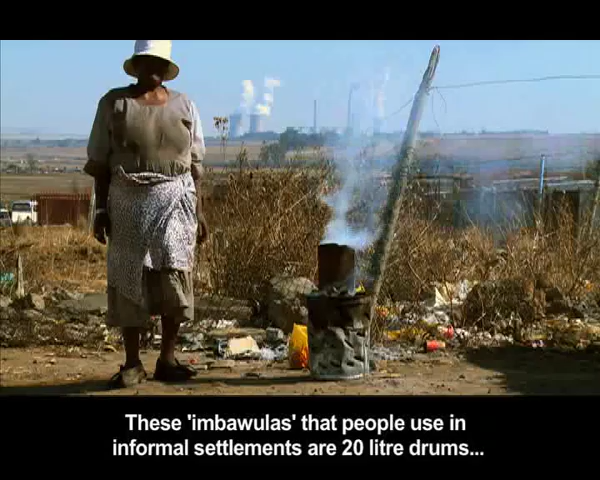 These 'imbawulas' that people use in
informal settlements are 20 litre drums...